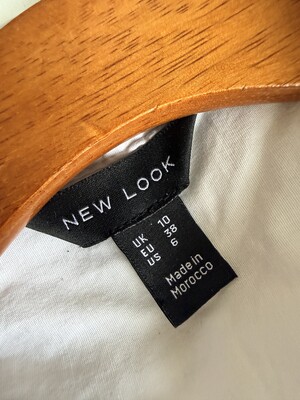 NEW LOOK
UK 10
EU 38
US 6
Made in
Morocco